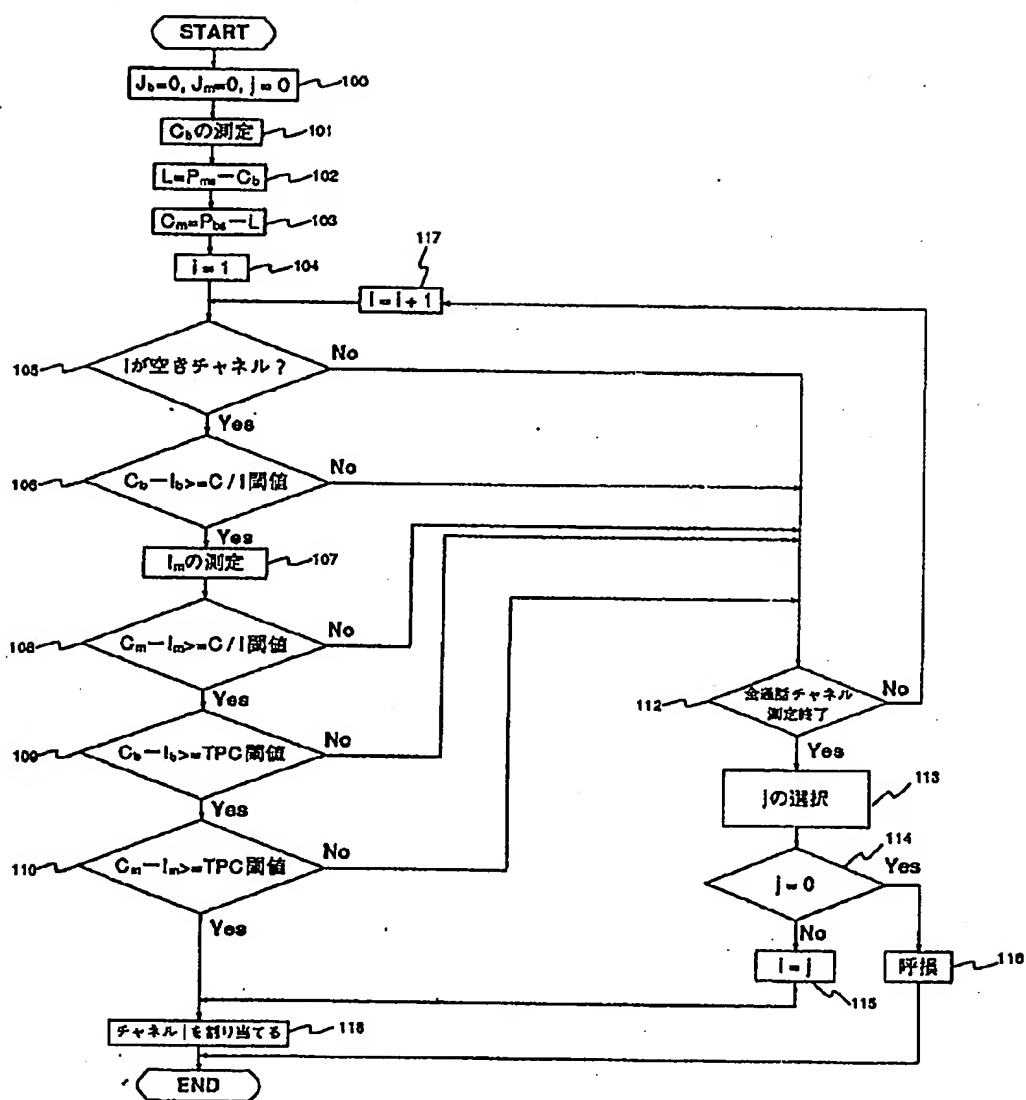 START
Jb=0, Jm=0, j=0
100
Cbの測定
101
L=Pms−Cb
102
Cm=Pbs−L
103
i=1
104
117
i=i+1
105
iが空きチャネル？
No
Yes
106
Cb−Ib>=C/I閾値
No
Yes
Imの測定
107
108
Cm−Im>=C/I閾値
No
Yes
109
Cb−Ib>=TPC閾値
No
Yes
110
Cm−Im>=TPC閾値
No
Yes
112
全通話チャネル
測定終了
No
Yes
jの選択
113
114
j=0
Yes
No
i=j
115
呼損
116
チャネルiを割り当てる
118
END